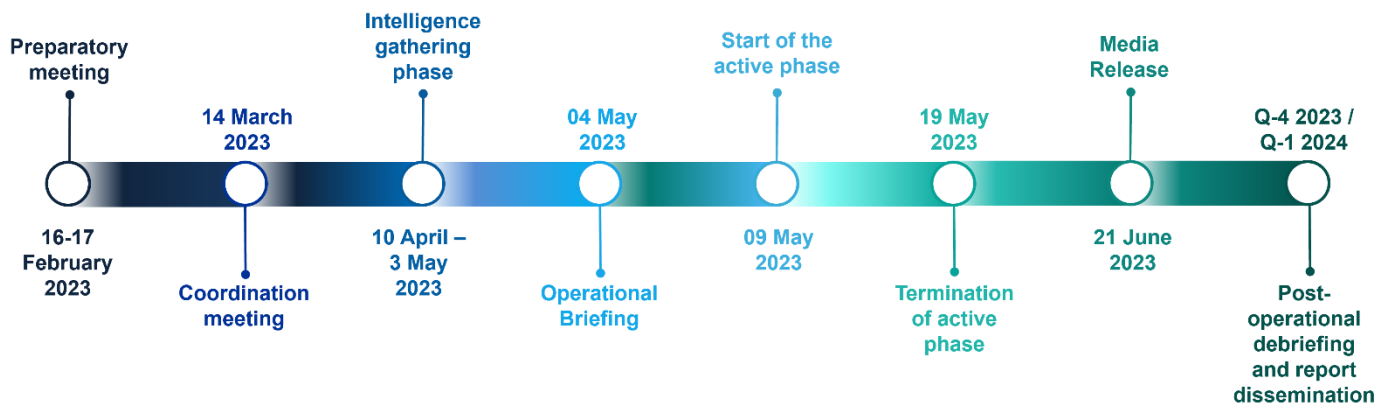 Preparatory
meeting
16-17
February
2023
14 March
2023
Coordination
meeting
Intelligence
gathering
phase
10 April –
3 May
2023
04 May
2023
Operational
Briefing
Start of the
active phase
09 May
2023
19 May
2023
Termination
of active
phase
Media
Release
21 June
2023
Q-4 2023 /
Q-1 2024
Post-
operational
debriefing
and report
dissemination